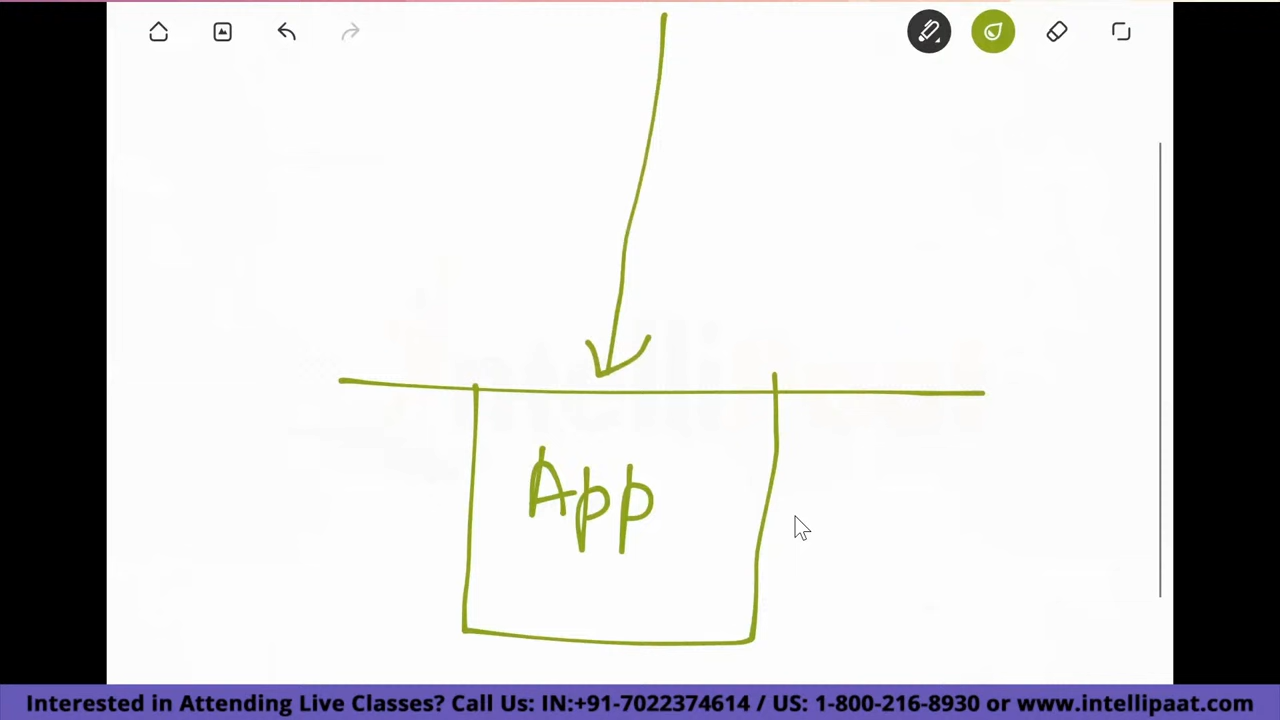 intelliPaat
App
Interested in Attending Live Classes? Call Us: IN:+91-7022374614 / US: 1-800-216-8930 or www.intellipaat.com